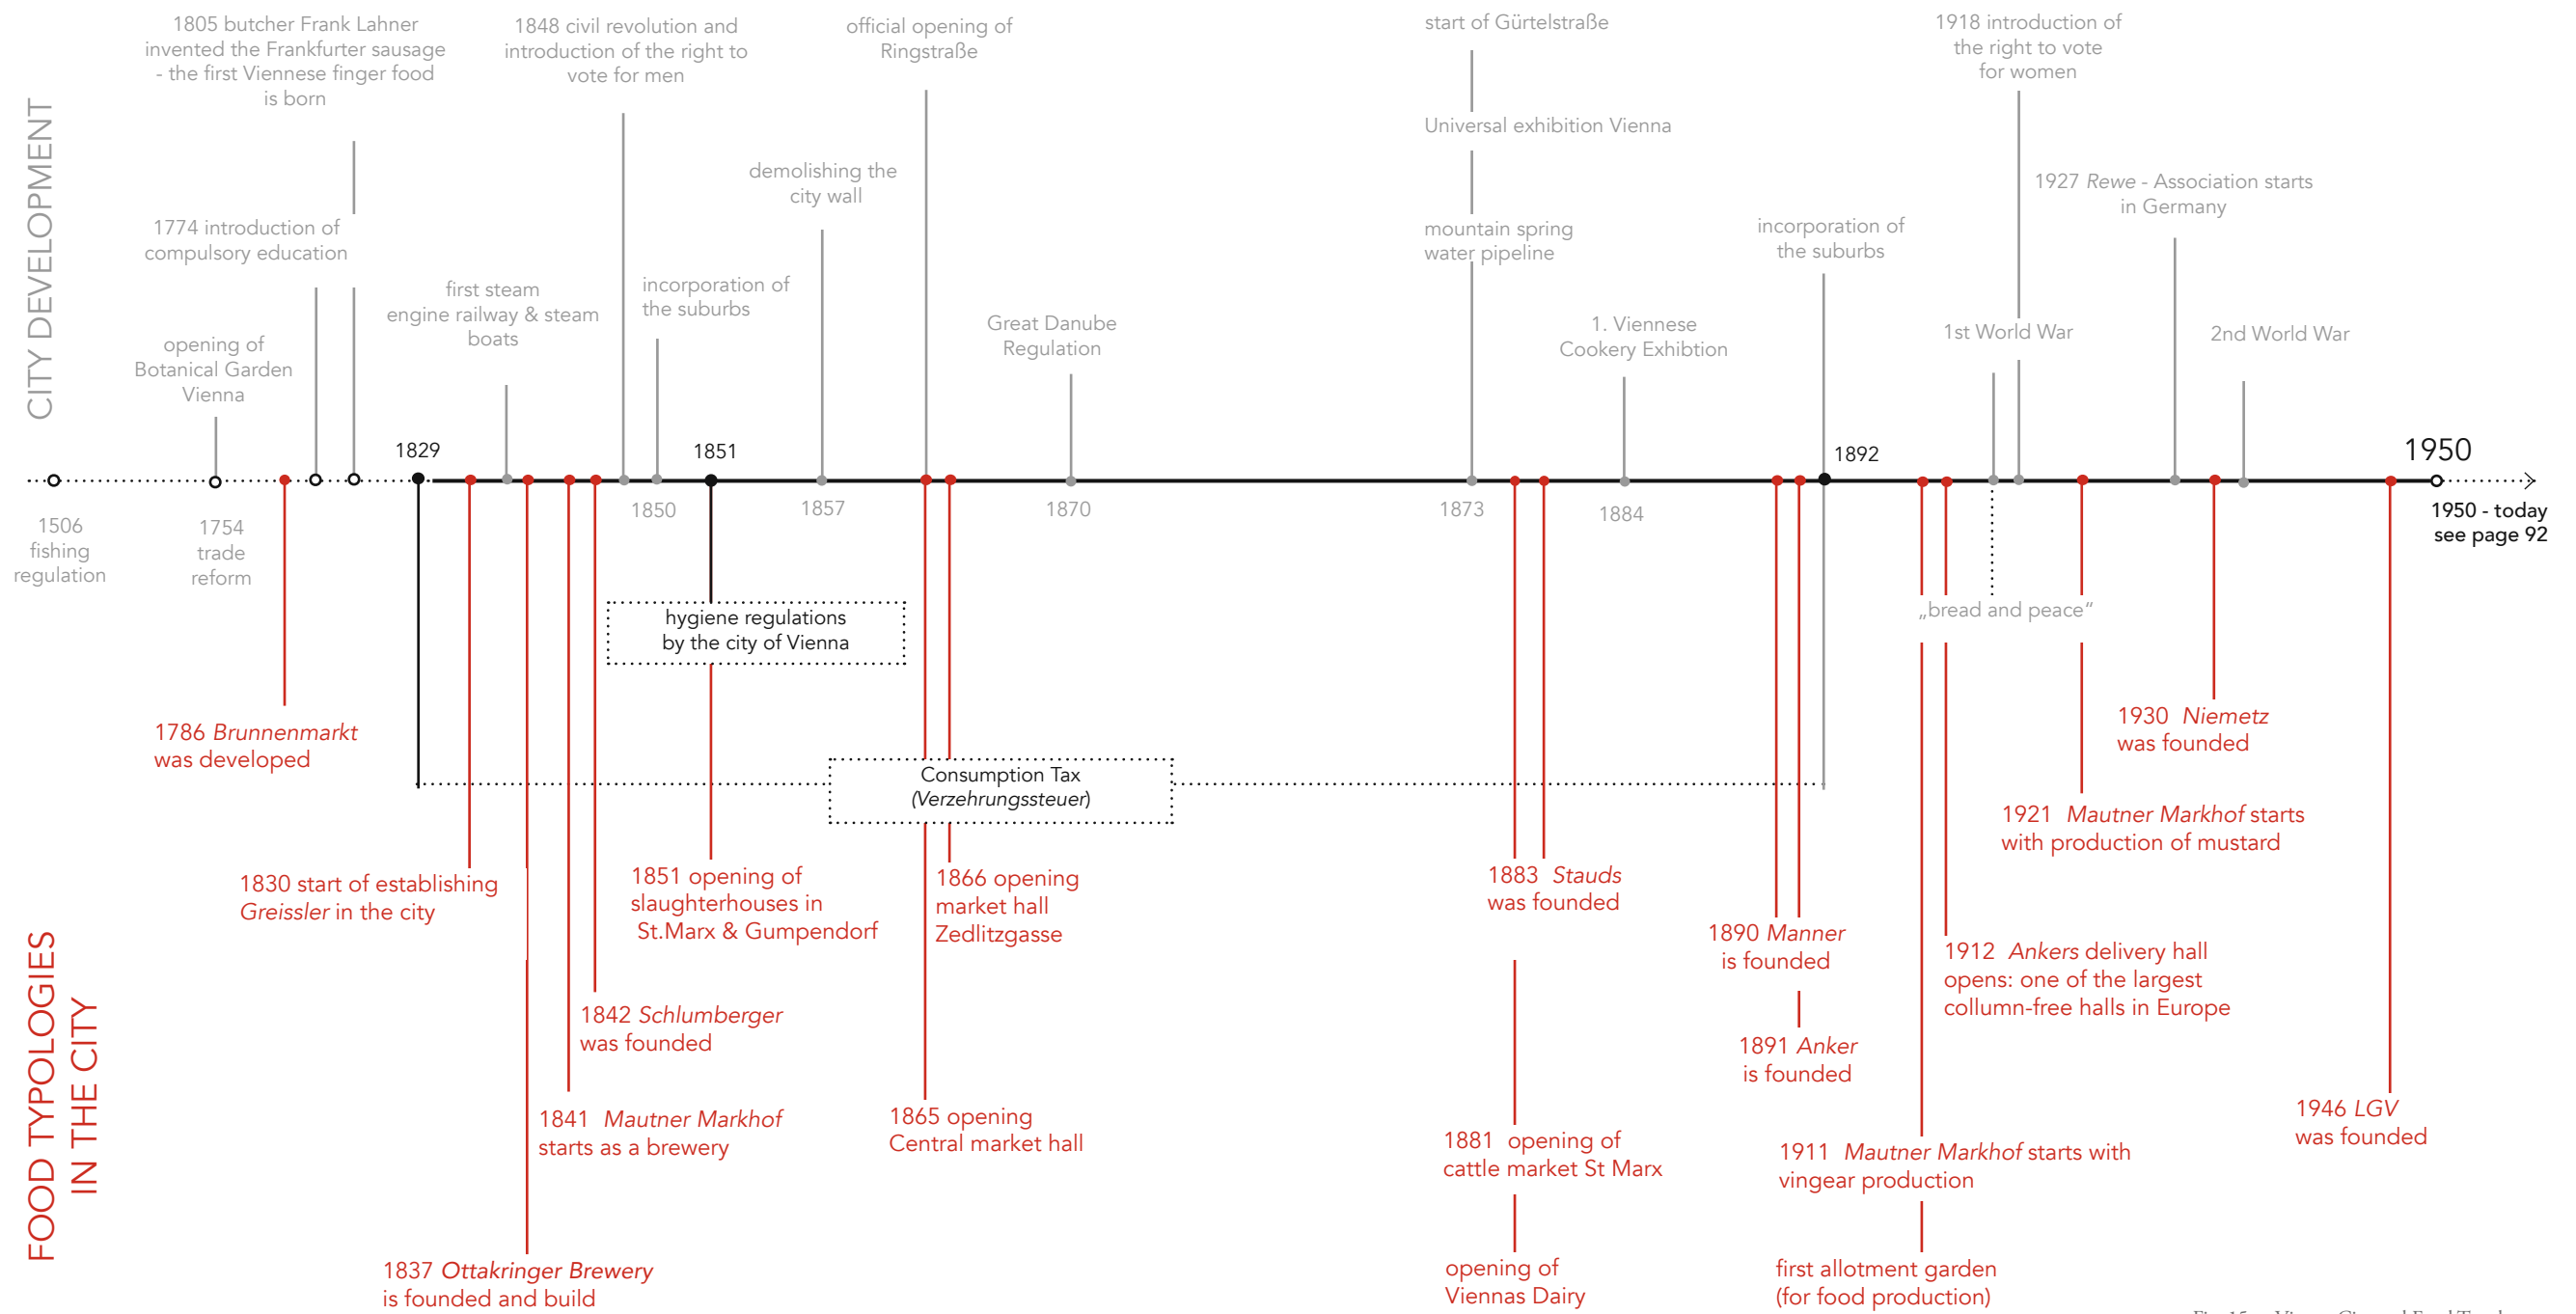 CITY DEVELOPMENT
1805 butcher Frank Lahner
invented the Frankfurter sausage
- the first Viennese finger food
is born
1848 civil revolution and
introduction of the right to
vote for men
official opening of
Ringstraße
start of Gürtelstraße
1918 introduction of
the right to vote
for women
Universal exhibition Vienna
demolishing the
city wall
1927 Rewe - Association starts
in Germany
1774 introduction of
compulsory education
mountain spring
water pipeline
incorporation of
the suburbs
first steam
engine railway & steam
boats
incorporation of
the suburbs
Great Danube
Regulation
1. Viennese
Cookery Exhibtion
1st World War
2nd World War
opening of
Botanical Garden
Vienna
1829
1851
1892
1950
1506
fishing
regulation
1754
trade
reform
1850
1857
1870
1873
1884
1950 - today
see page 92
hygiene regulations
by the city of Vienna
„bread and peace“
1786 Brunnenmarkt
was developed
1930 Niemetz
was founded
Consumption Tax
(Verzehrungssteuer)
1921 Mautner Markhof starts
with production of mustard
FOOD TYPOLOGIES
IN THE CITY
1830 start of establishing
Greissler in the city
1851 opening of
slaughterhouses in
St.Marx & Gumpendorf
1866 opening
market hall
Zedlitzgasse
1883 Stauds
was founded
1890 Manner
is founded
1912 Ankers delivery hall
opens: one of the largest
collumn-free halls in Europe
1842 Schlumberger
was founded
1891 Anker
is founded
1841 Mautner Markhof
starts as a brewery
1865 opening
Central market hall
1881 opening of
cattle market St Marx
1911 Mautner Markhof starts with
vingear production
1946 LGV
was founded
1837 Ottakringer Brewery
is founded and build
opening of
Viennas Dairy
first allotment garden
(for food production)